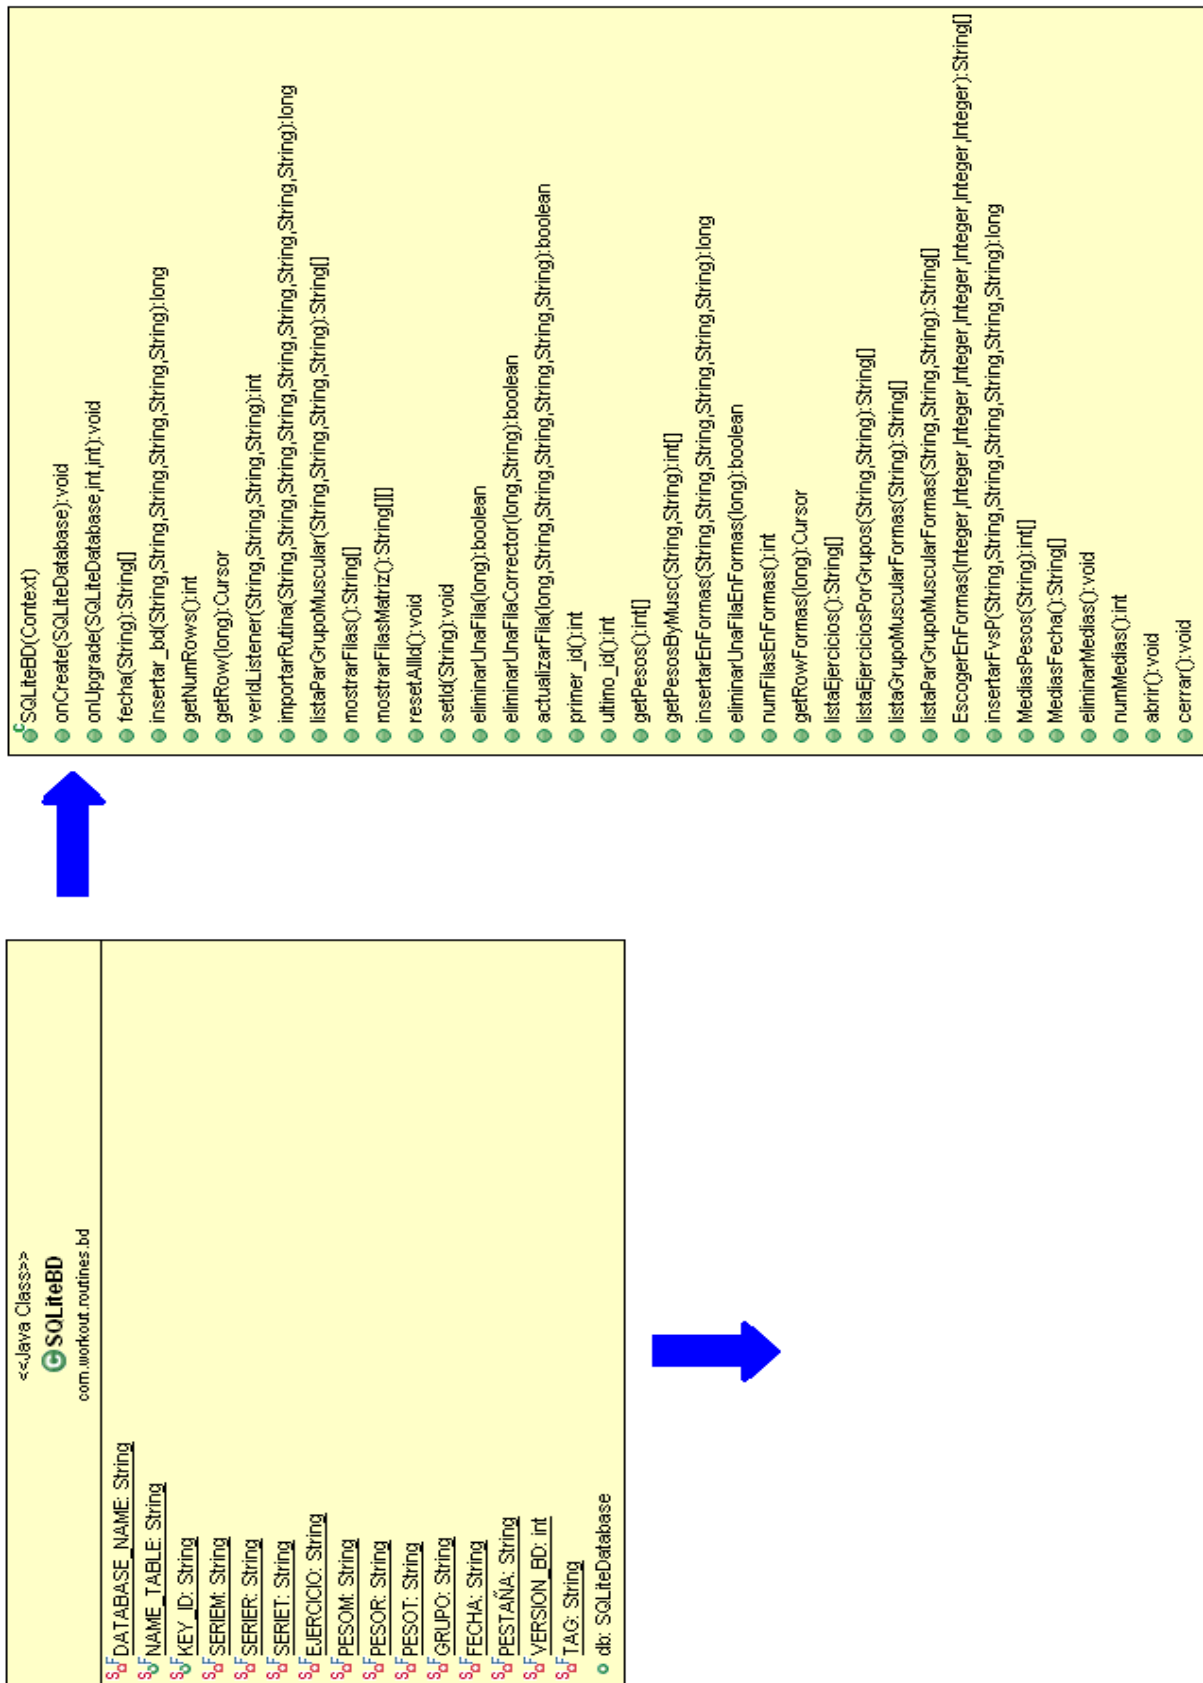 <<Java Class>>
SQLiteBD
com.workout.routines.bd
DATABASE_NAME: String
NAME_TABLE: String
KEY_ID: String
SERIEM: String
SERIER: String
SERIET: String
EJERCICIO: String
PESOM: String
PESOR: String
PESOT: String
GRUPO: String
FECHA: String
PESTAÑA: String
VERSION_BD: int
TAG: String
db: SQLiteDatabase
SQLiteBD(Context)
onCreate(SQLiteDatabase):void
onUpgrade(SQLiteDatabase,int,int):void
fecha(String):String[]
insertar_bd(String,String,String,String,String):long
getNumRows():int
getRow(long):Cursor
verIdListener(String,String,String,String):int
importarRutina(String,String,String,String,String,String,String):long
listaParGrupoMuscular(String,String,String,String):String[]
mostrarFilas():String[]
mostrarFilasMatriz():String[][]
resetAllId():void
setId(String):void
eliminarUnaFila(long):boolean
eliminarUnaFilaCorrector(long,String):boolean
actualizarFila(long,String,String,String,String,String):boolean
primer_id():int
ultimo_id():int
getPesos():int[]
getPesosByMusc(String,String):int[]
insertarEnFormas(String,String,String,String,String):long
eliminarUnaFilaEnFormas(long):boolean
numFilasEnFormas():int
getRowFormas(long):Cursor
listaEjercicios():String[]
listaEjerciciosPorGrupos(String,String):String[]
listaGrupoMuscularFormas(String):String[]
listaParGrupoMuscularFormas(String,String,String):String[]
EscogerEnFormas(Integer,Integer,Integer,Integer,Integer,Integer,Integer):String[]
insertarFvsP(String,String,String,String,String,String):long
MediasPesos(String):int[]
MediasFecha():String[]
eliminarMedias():void
numMedias():int
abrir():void
cerrar():void